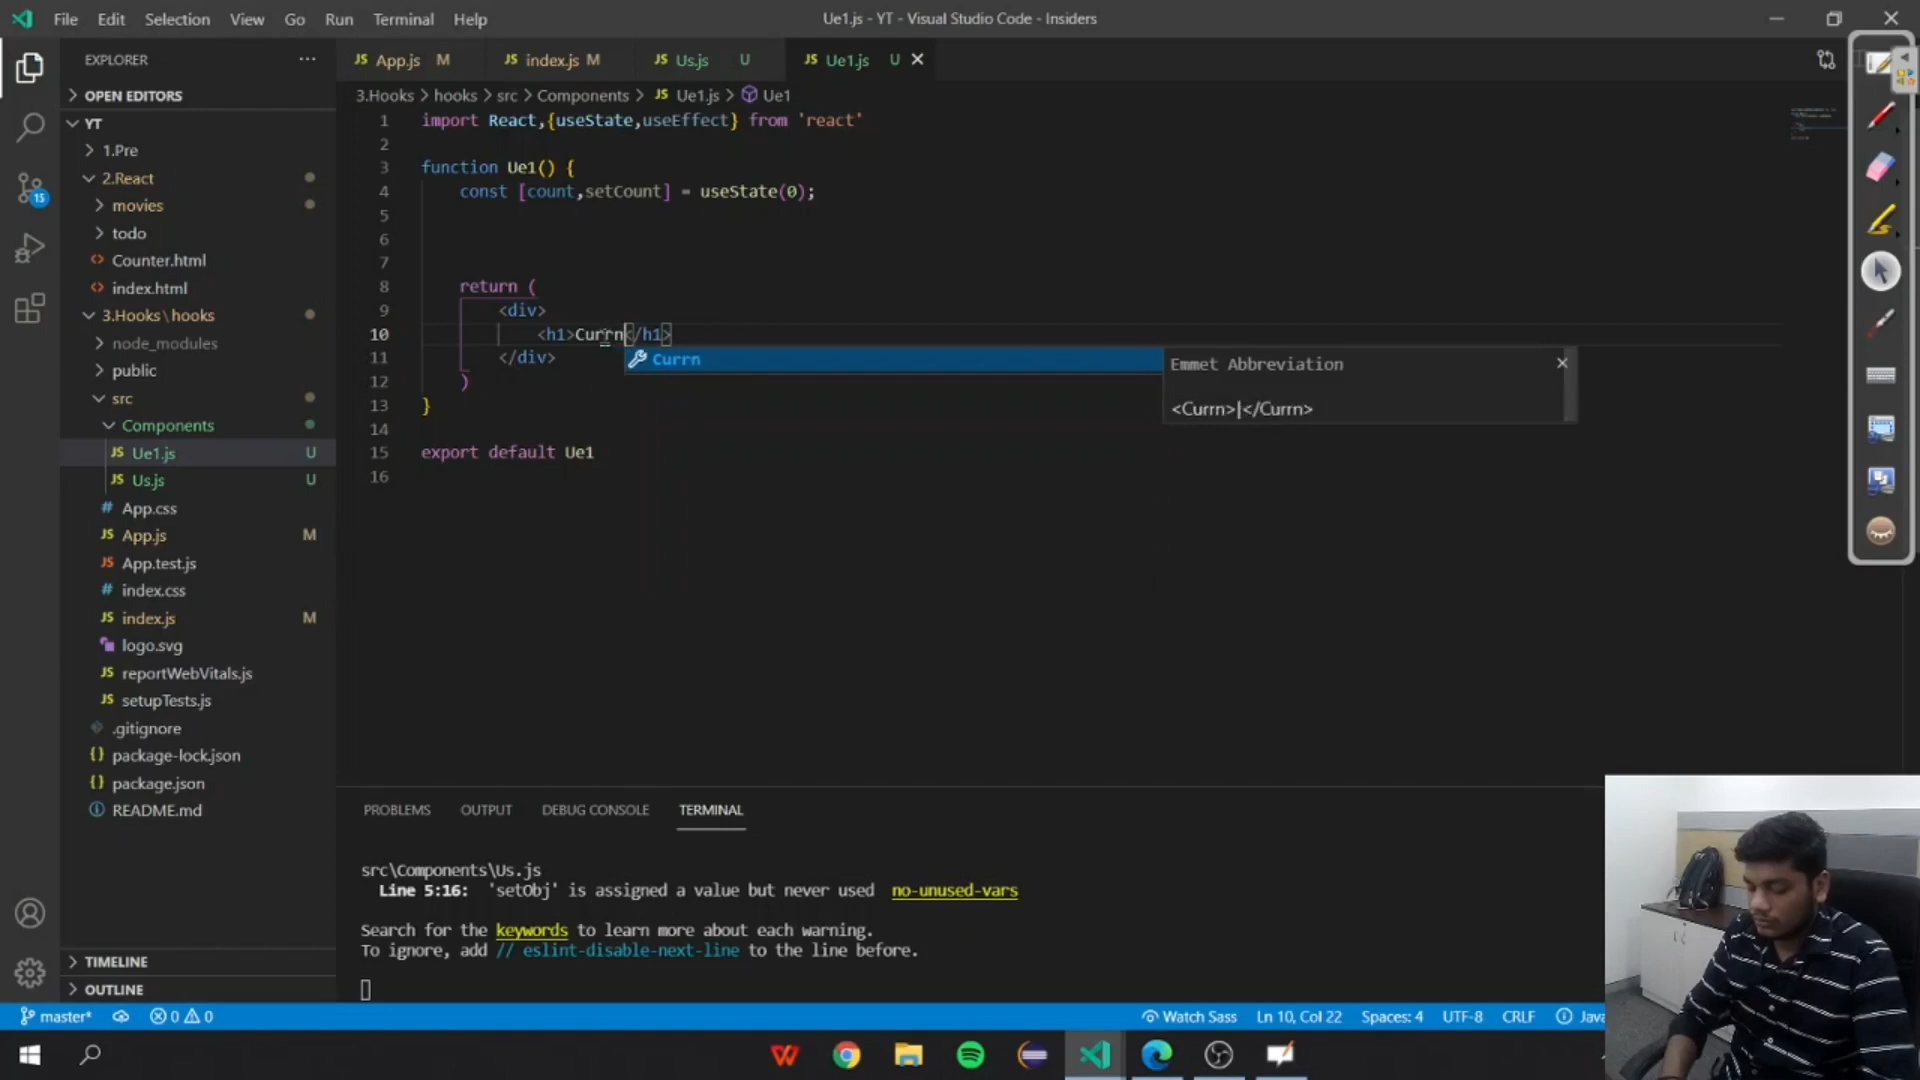 File Edit Selection View Go Run Terminal Help
Ue1.js - YT - Visual Studio Code - Insiders
EXPLORER
OPEN EDITORS
YT
1.Pre
2.React
movies
todo
Counter.html
index.html
3.Hooks\hooks
node_modules
public
src
Components
Ue1.js U
Us.js U
App.css
App.js M
App.test.js
index.css
index.js M
logo.svg
reportWebVitals.js
setupTests.js
.gitignore
package-lock.json
package.json
README.md
TIMELINE
OUTLINE
15
JS App.js M JS index.js M JS Us.js U JS Ue1.js U
3.Hooks > hooks > src > Components > JS Ue1.js > Ue1
1 import React,{useState,useEffect} from 'react'
2
3 function Ue1() {
4 const [count,setCount] = useState(0);
5
6
7
8 return (
9 <div>
10 <h1>Currn</h1>
11 </div>
12 )
13 }
14
15 export default Ue1
16
Currn
Emmet Abbreviation
<Currn>|</Currn>
PROBLEMS OUTPUT DEBUG CONSOLE TERMINAL
src\Components\Us.js
Line 5:16: 'setObj' is assigned a value but never used no-unused-vars
Search for the keywords to learn more about each warning.
To ignore, add // eslint-disable-next-line to the line before.
master* 0 0 Watch Sass Ln 10, Col 22 Spaces: 4 UTF-8 CRLF